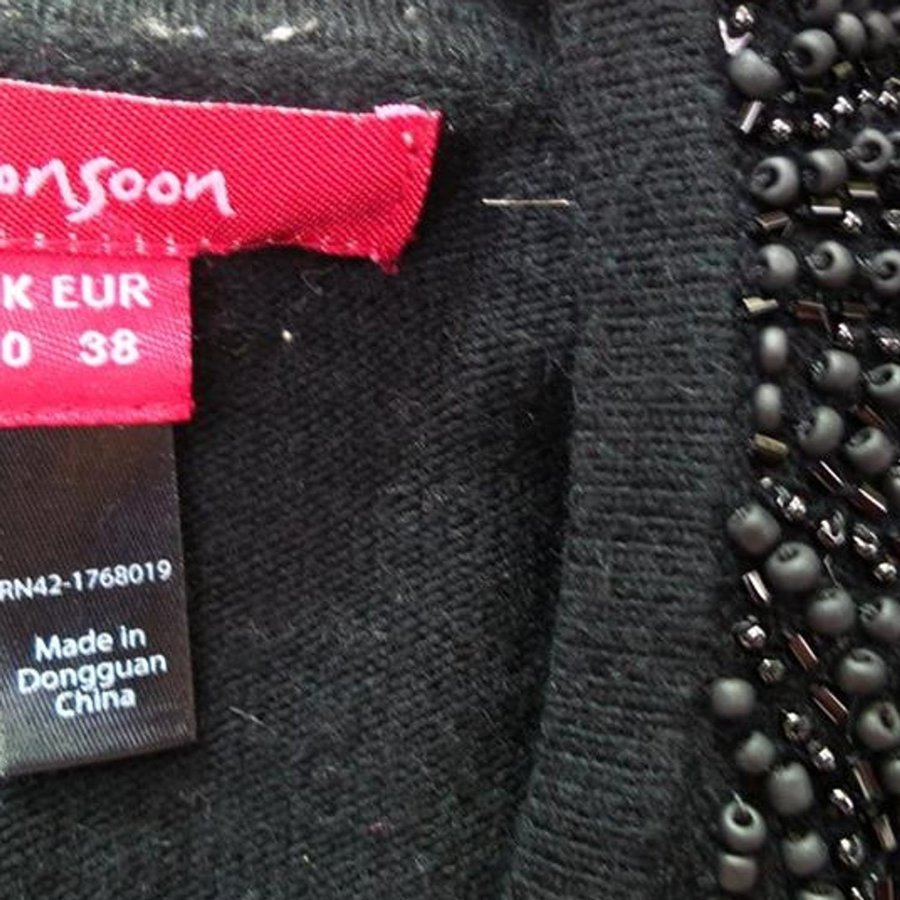 onsoon
K EUR
0 38
RN42-1768019
Made in
Dongguan
China